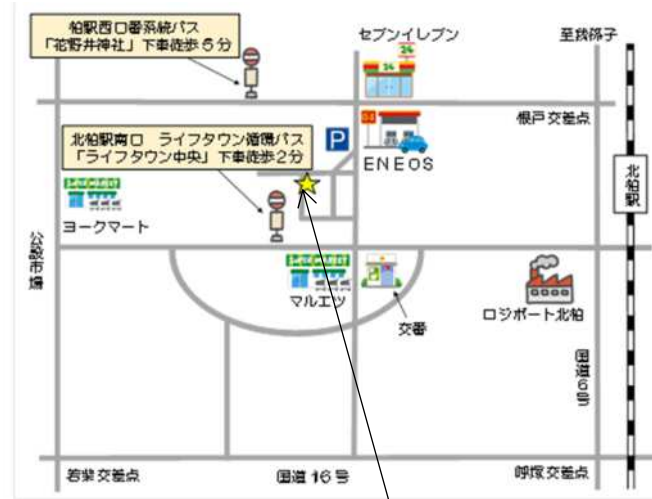 柏駅西口番系統バス
「花野井神社」下車徒歩5分
セブンイレブン
至我孫子
24
24
根戸交差点
北柏駅南口 ライフタウン循環バス
「ライフタウン中央」下車徒歩2分
P
ENEOS
北柏駅
ヨークマート
公設市場
マルエツ
交番
ロジポート北柏
国道6号
若柴交差点
国道16号
呼塚交差点